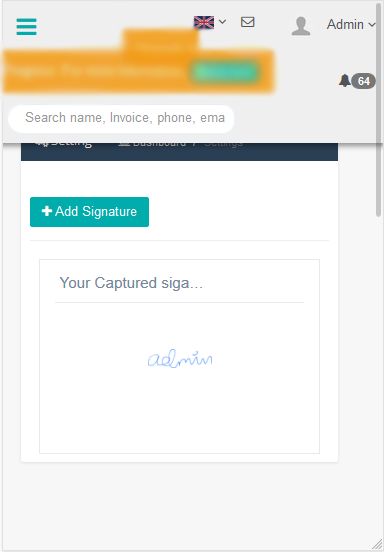 Admin
64
Search name, Invoice, phone, ema
Setting
Dashboard / Settings
Add Signature
Your Captured siga...
admin